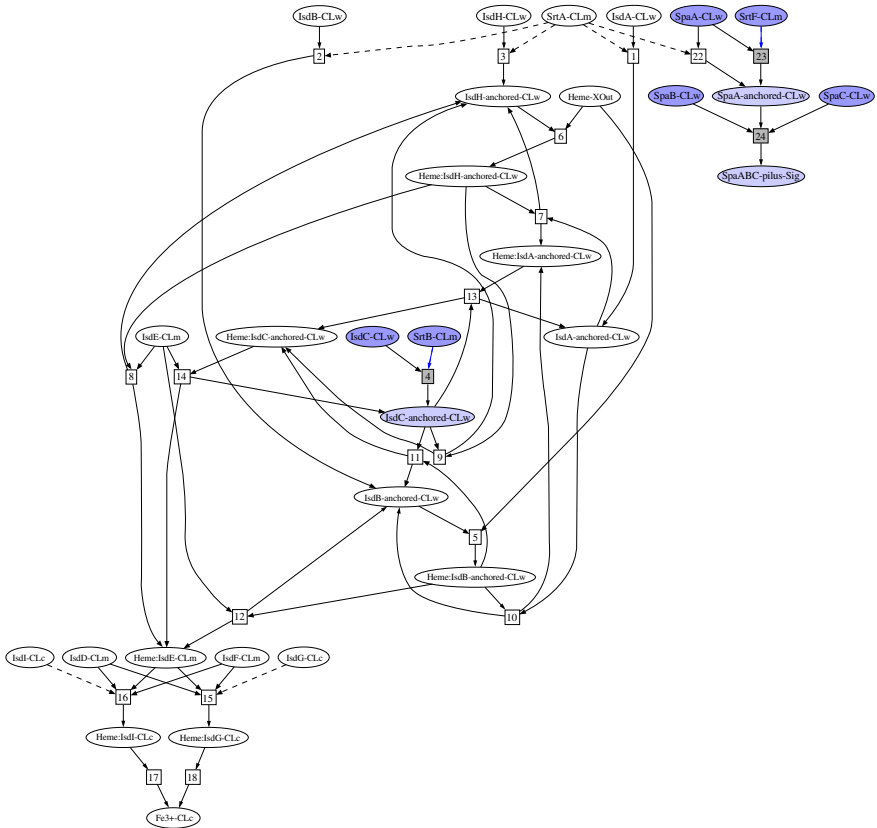 IsdB-CLw
IsdH-CLw
SrtA-CLm
IsdA-CLw
SpaA-CLw
SrtF-CLm
2
3
1
22
23
IsdH-anchored-CLw
Heme-XOut
SpaB-CLw
SpaA-anchored-CLw
SpaC-CLw
6
24
Heme:IsdH-anchored-CLw
SpaABC-pilus-Sig
7
Heme:IsdA-anchored-CLw
13
IsdE-CLm
Heme:IsdC-anchored-CLw
IsdC-CLw
SrtB-CLm
IsdA-anchored-CLw
8
14
4
IsdC-anchored-CLw
11
9
IsdB-anchored-CLw
5
Heme:IsdB-anchored-CLw
12
10
IsdI-CLc
IsdD-CLm
Heme:IsdE-CLm
IsdF-CLm
IsdG-CLc
16
15
Heme:IsdI-CLc
Heme:IsdG-CLc
17
18
Fe3+-CLc